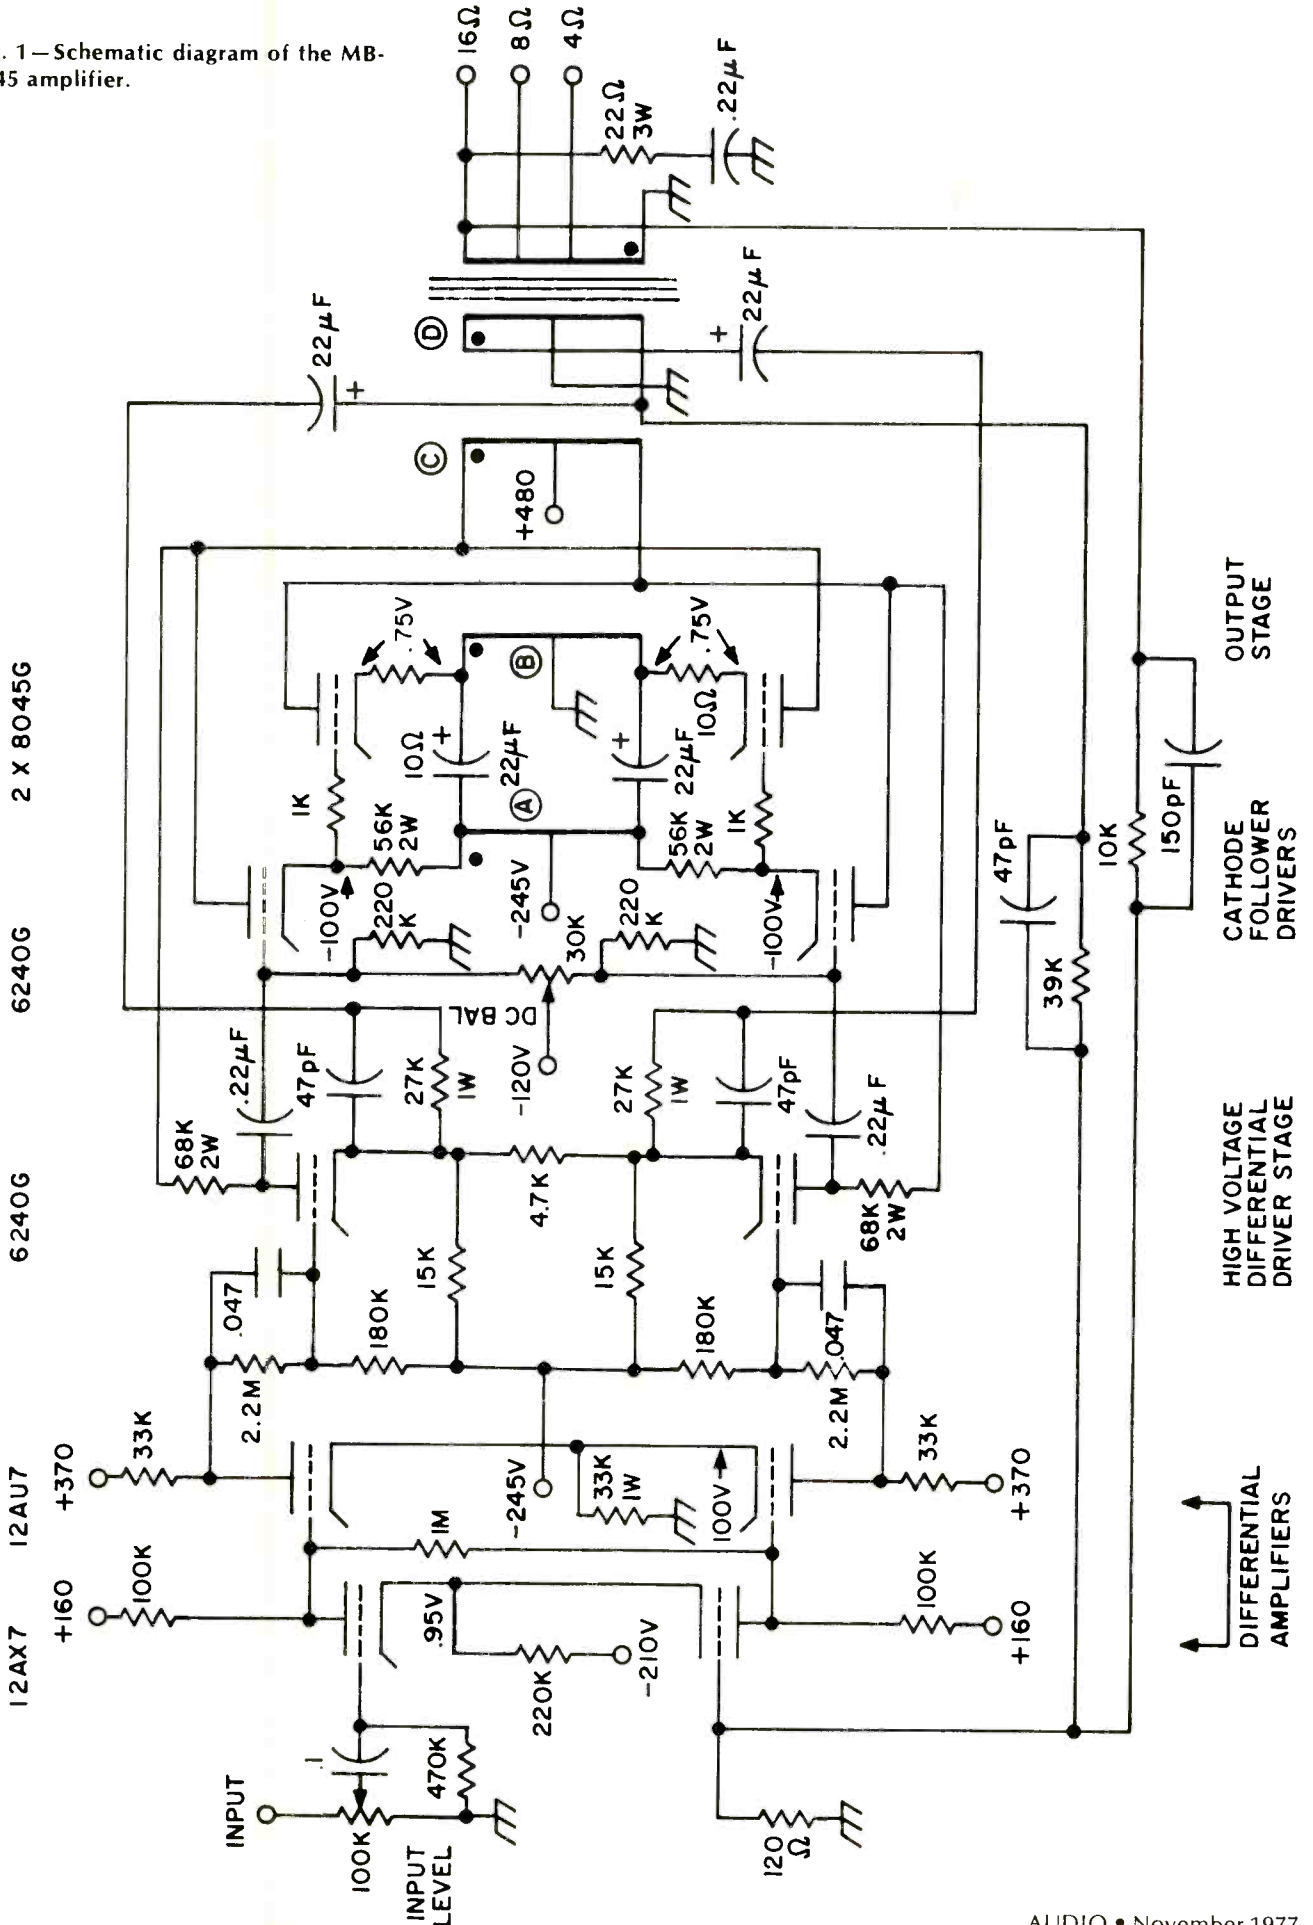 . 1—Schematic diagram of the MB-
45 amplifier.
16Ω
8Ω
4Ω
22Ω
3W
.22µF
22µF
+
D
+
22µF
C
+480
2 X 8045G
.75V
B
.75V
10Ω
+
22µF
A
+
22µF
10Ω
1K
56K
2W
56K
2W
1K
-100V
220
K
-245V
220
K
-100V
6240G
30K
DC BAL
-120V
.22µF
47pF
27K
1W
27K
1W
47pF
.22µF
68K
2W
68K
2W
4.7K
6240G
.047
15K
15K
.047
2.2M
180K
180K
2.2M
12AU7
+370
33K
-245V
33K
1W
100V
33K
+370
1M
12AX7
+160
100K
.95V
220K
-210V
100K
+160
INPUT
.1
470K
100K
INPUT
LEVEL
120
Ω
47pF
39K
10K
150pF
OUTPUT
STAGE
CATHODE
FOLLOWER
DRIVERS
HIGH VOLTAGE
DIFFERENTIAL
DRIVER STAGE
DIFFERENTIAL
AMPLIFIERS
AUDIO • November 1977